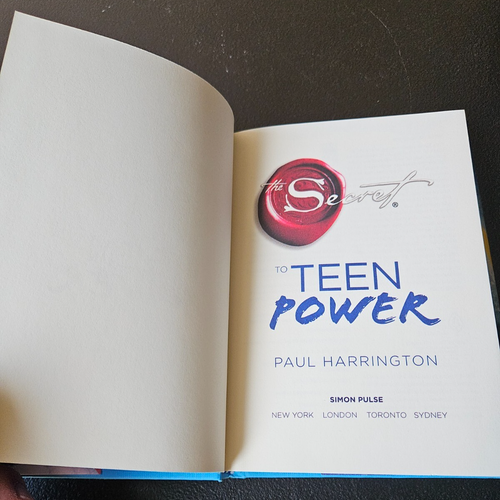 the Secret®
TO TEEN
POWER
PAUL HARRINGTON
SIMON PULSE
NEW YORK LONDON TORONTO SYDNEY